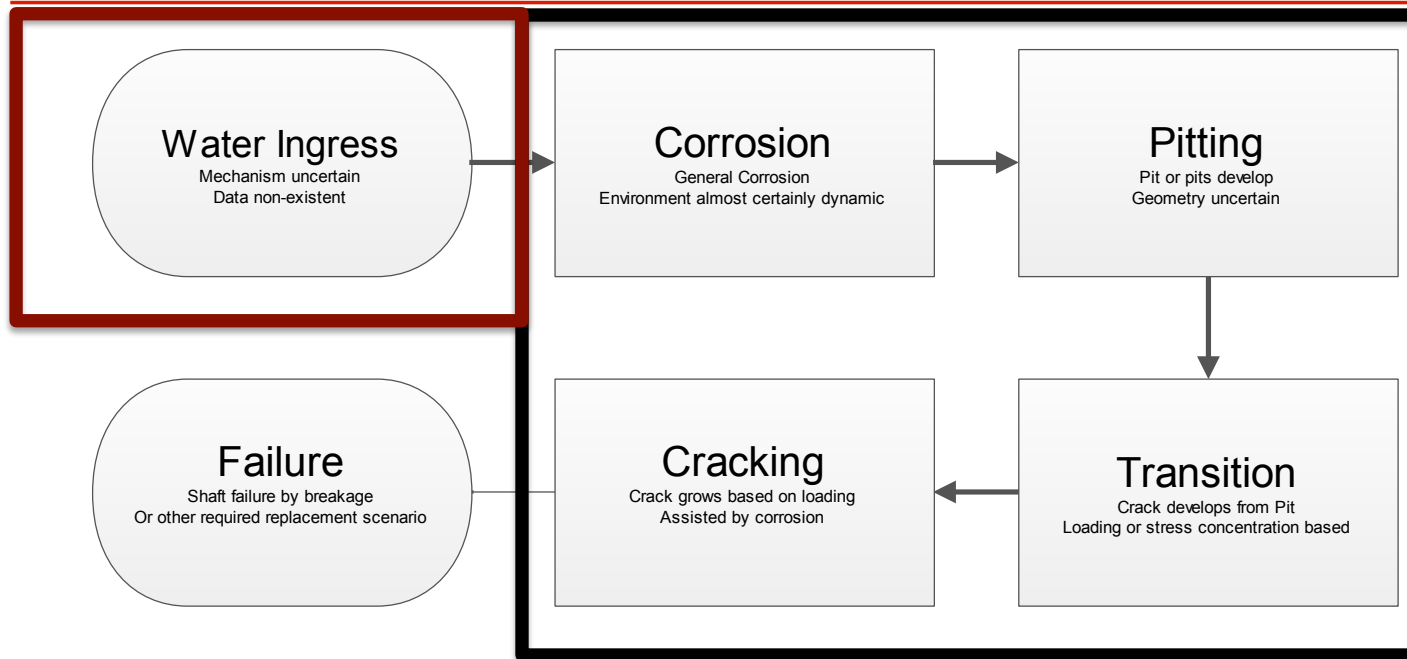 Water Ingress
Mechanism uncertain
Data non-existent
Corrosion
General Corrosion
Environment almost certainly dynamic
Pitting
Pit or pits develop
Geometry uncertain
Transition
Crack develops from Pit
Loading or stress concentration based
Cracking
Crack grows based on loading
Assisted by corrosion
Failure
Shaft failure by breakage
Or other required replacement scenario